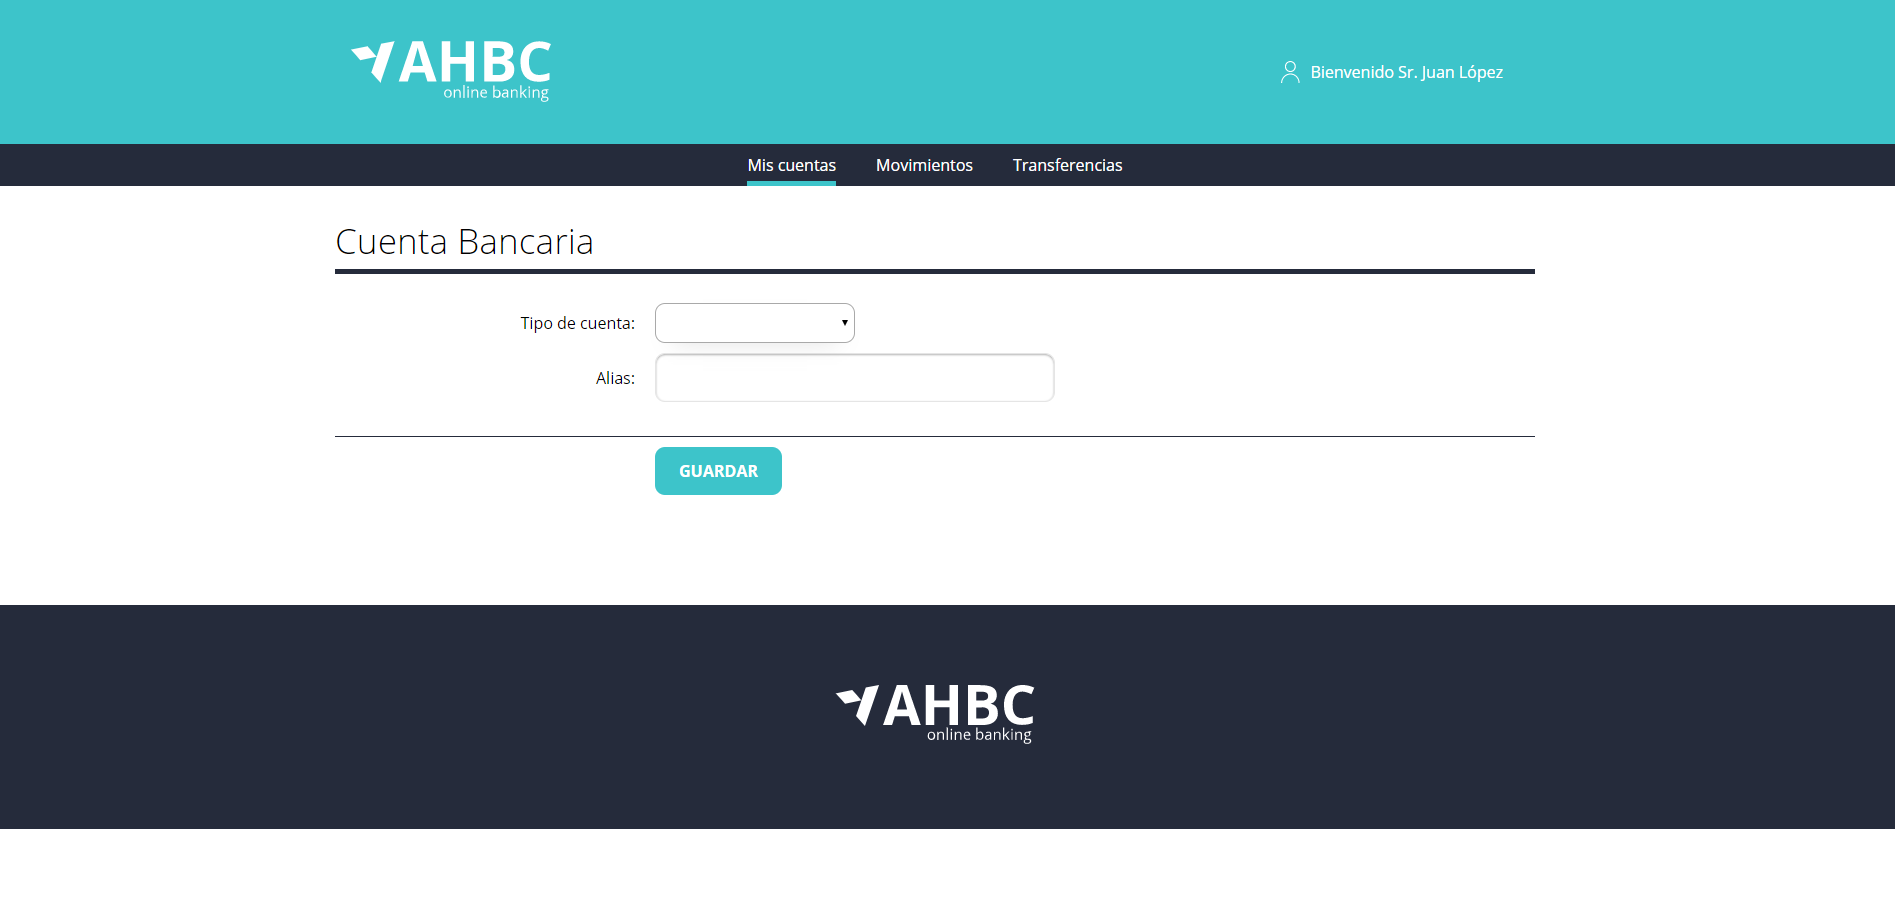 AHBC
online banking
Bienvenido Sr. Juan López
Mis cuentas Movimientos Transferencias
Cuenta Bancaria
Tipo de cuenta:
Alias:
GUARDAR
AHBC
online banking